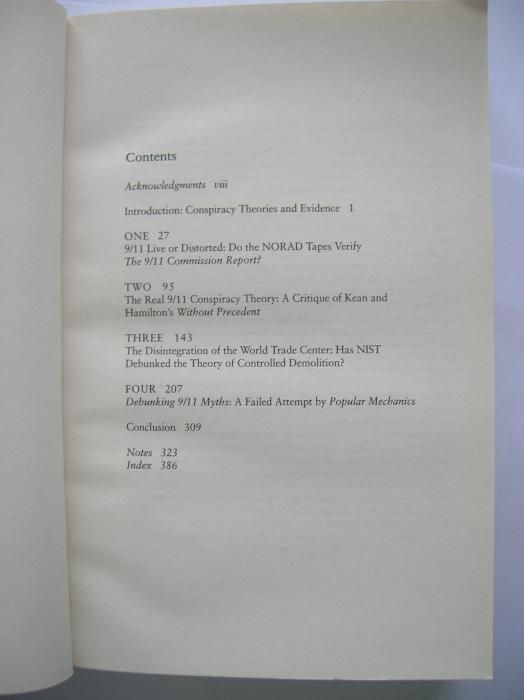 Contents
Acknowledgments viii
Introduction: Conspiracy Theories and Evidence 1
ONE 27
9/11 Live or Distorted: Do the NORAD Tapes Verify
The 9/11 Commission Report?
TWO 95
The Real 9/11 Conspiracy Theory: A Critique of Kean and
Hamilton's Without Precedent
THREE 143
The Disintegration of the World Trade Center: Has NIST
Debunked the Theory of Controlled Demolition?
FOUR 207
Debunking 9/11 Myths: A Failed Attempt by Popular Mechanics
Conclusion 309
Notes 323
Index 386